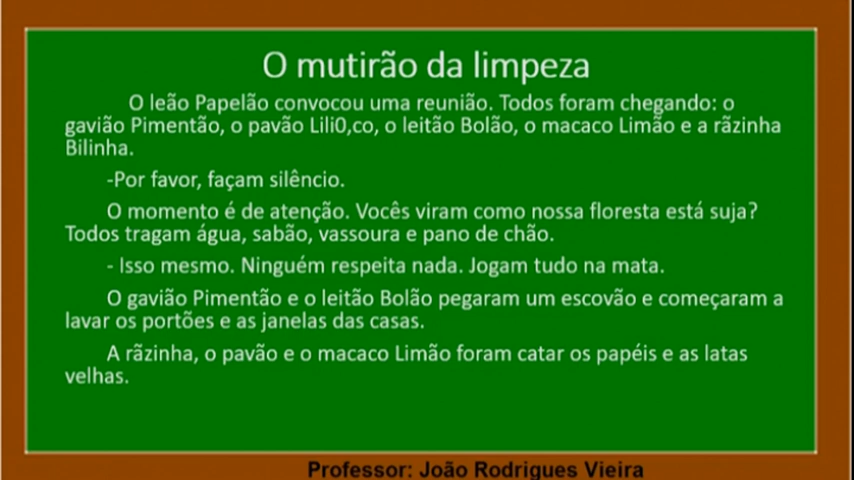 O mutirão da limpeza
O leão Papelão convocou uma reunião. Todos foram chegando: o
gavião Pimentão, o pavão Lili0,co, o leitão Bolão, o macaco Limão e a rãzinha
Bilinha.
-Por favor, façam silêncio.
O momento é de atenção. Vocês viram como nossa floresta está suja?
Todos tragam água, sabão, vassoura e pano de chão.
- Isso mesmo. Ninguém respeita nada. Jogam tudo na mata.
O gavião Pimentão e o leitão Bolão pegaram um escovão e começaram a
lavar os portões e as janelas das casas.
A rãzinha, o pavão e o macaco Limão foram catar os papéis e as latas
velhas.
Professor: João Rodrigues Vieira